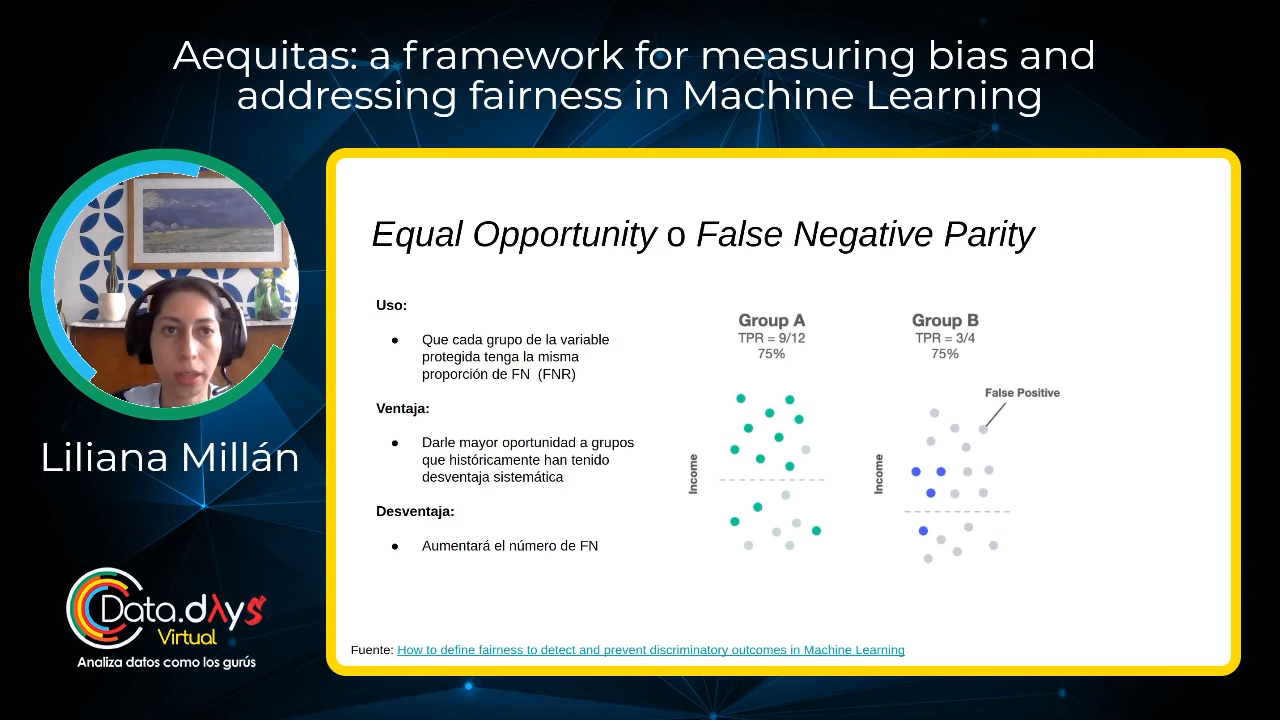 Aequitas: a framework for measuring bias and
addressing fairness in Machine Learning
Liliana Millán
Data.dλys
Virtual
Analiza datos como los gurús
Equal Opportunity o False Negative Parity
Uso:
● Que cada grupo de la variable
protegida tenga la misma
proporción de FN (FNR)
Ventaja:
● Darle mayor oportunidad a grupos
que históricamente han tenido
desventaja sistemática
Desventaja:
● Aumentará el número de FN
Group A
TPR = 9/12
75%
Income
Group B
TPR = 3/4
75%
False Positive
Income
Fuente: How to define fairness to detect and prevent discriminatory outcomes in Machine Learning